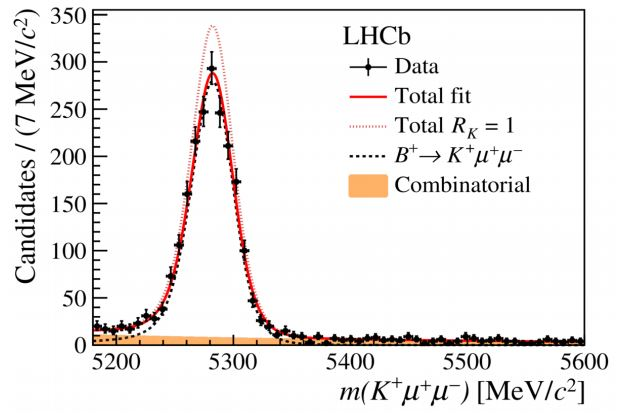 Candidates / (7 MeV/c²)
350
300
250
200
150
100
50
0
LHCb
Data
Total fit
Total R_K = 1
B⁺→ K⁺μ⁺μ⁻
Combinatorial
5200 5300 5400 5500 5600
m(K⁺μ⁺μ⁻) [MeV/c²]